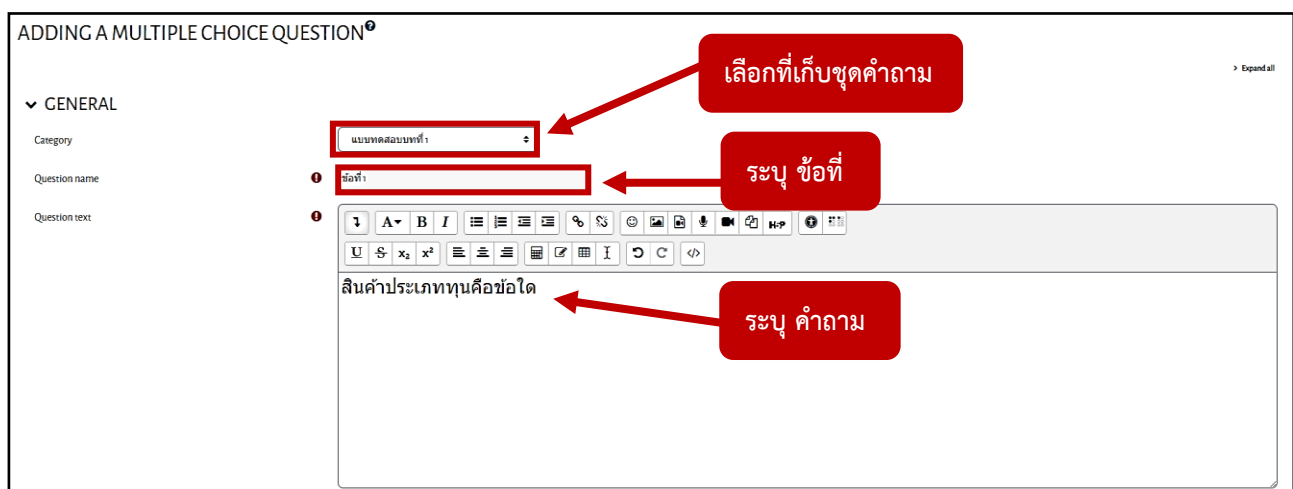 ADDING A MULTIPLE CHOICE QUESTION
เลือกที่เก็บชุดคำถาม
Expand all
GENERAL
Category
แบบทดสอบบทที่1
ระบุ ข้อที่
Question name
ข้อที่1
Question text
A B I H-P
U S x₂ x²
สินค้าประเภททุนคือข้อใด
ระบุ คำถาม